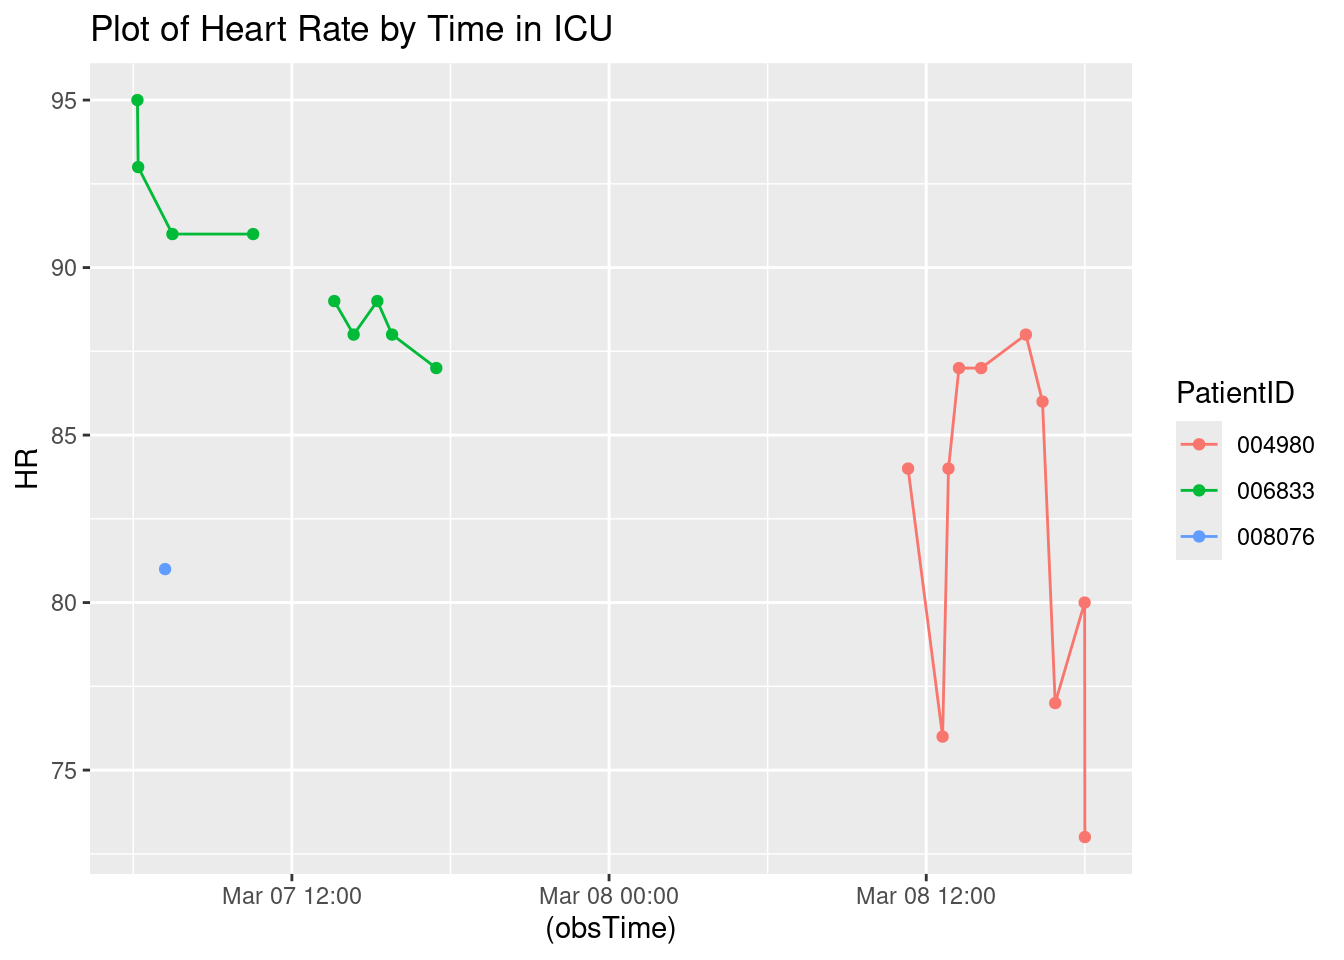 Plot of Heart Rate by Time in ICU
95
90
85
80
75
HR
Mar 07 12:00
Mar 08 00:00
Mar 08 12:00
(obsTime)
PatientID
004980
006833
008076